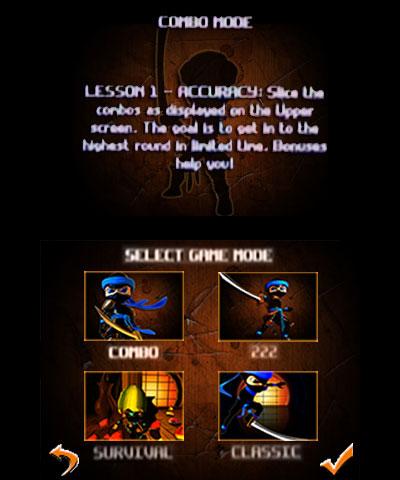 COMBO MODE
LESSON 1 - ACCURACY: Slice the
combos as displayed on the Upper
screen. The goal is to get in to the
highest round in limited time. Bonuses
help you!
SELECT GAME MODE
COMBO
222
SURVIVAL
CLASSIC